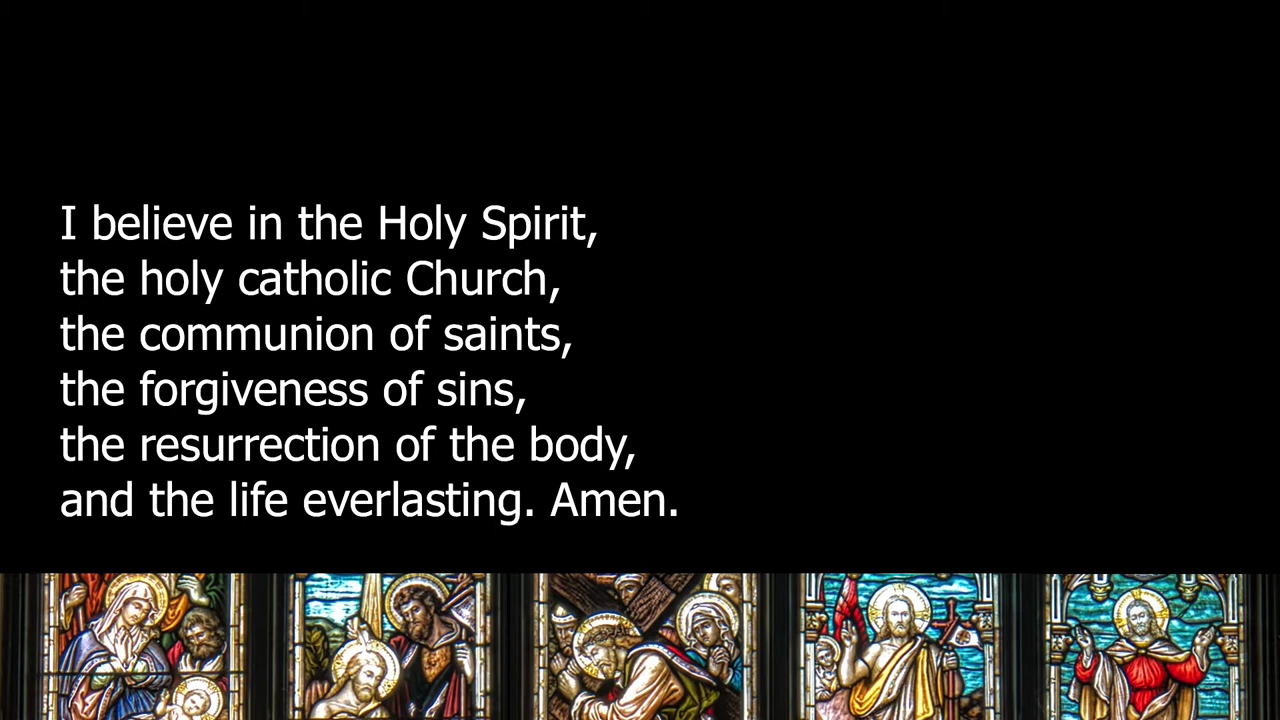 I believe in the Holy Spirit,
the holy catholic Church,
the communion of saints,
the forgiveness of sins,
the resurrection of the body,
and the life everlasting. Amen.